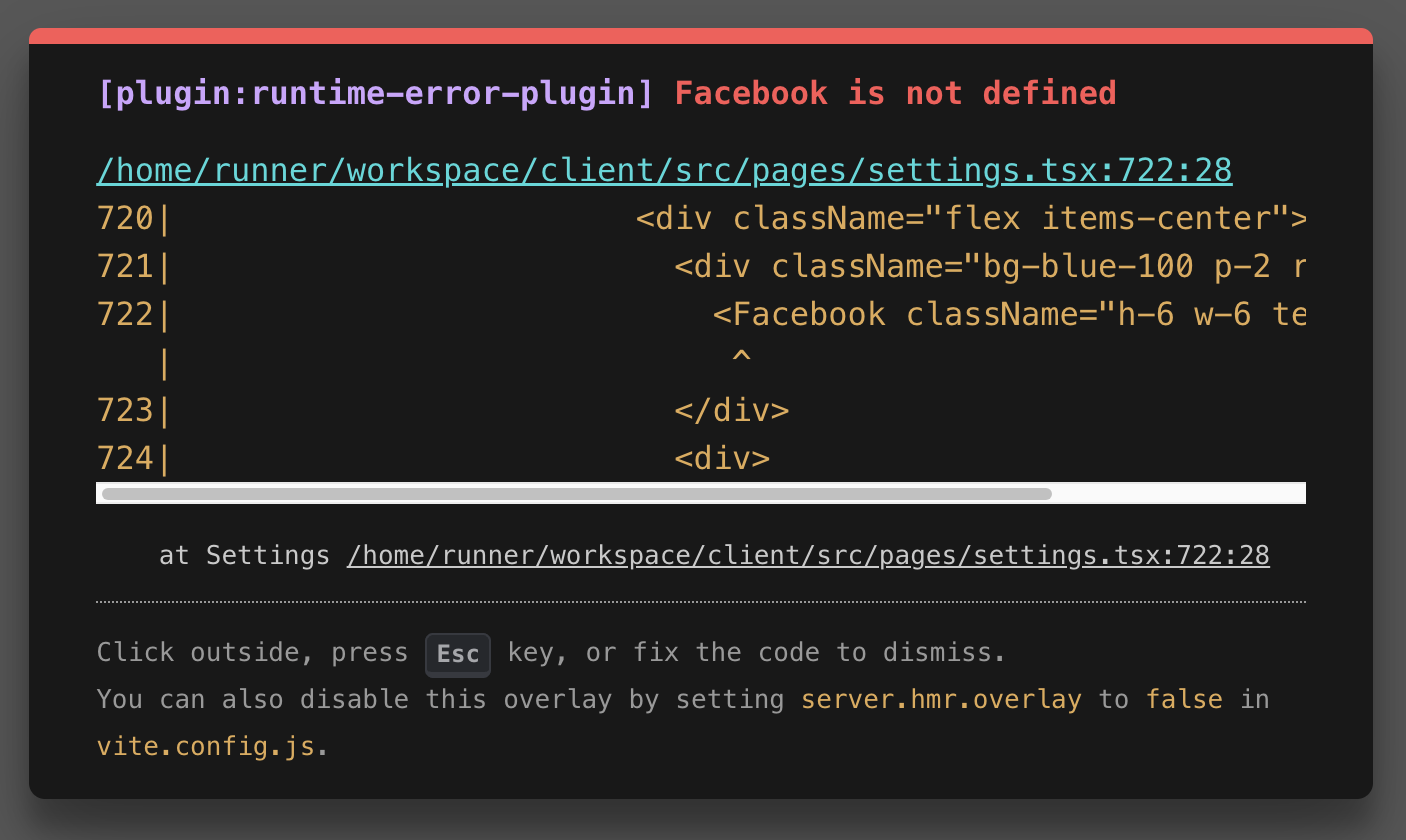 [plugin:runtime-error-plugin] Facebook is not defined
/home/runner/workspace/client/src/pages/settings.tsx:722:28
720|                        <div className="flex items-center">
721|                          <div className="bg-blue-100 p-2 r
722|                            <Facebook className="h-6 w-6 te
   |                             ^
723|                          </div>
724|                          <div>
at Settings /home/runner/workspace/client/src/pages/settings.tsx:722:28
Click outside, press Esc key, or fix the code to dismiss.
You can also disable this overlay by setting server.hmr.overlay to false in
vite.config.js.